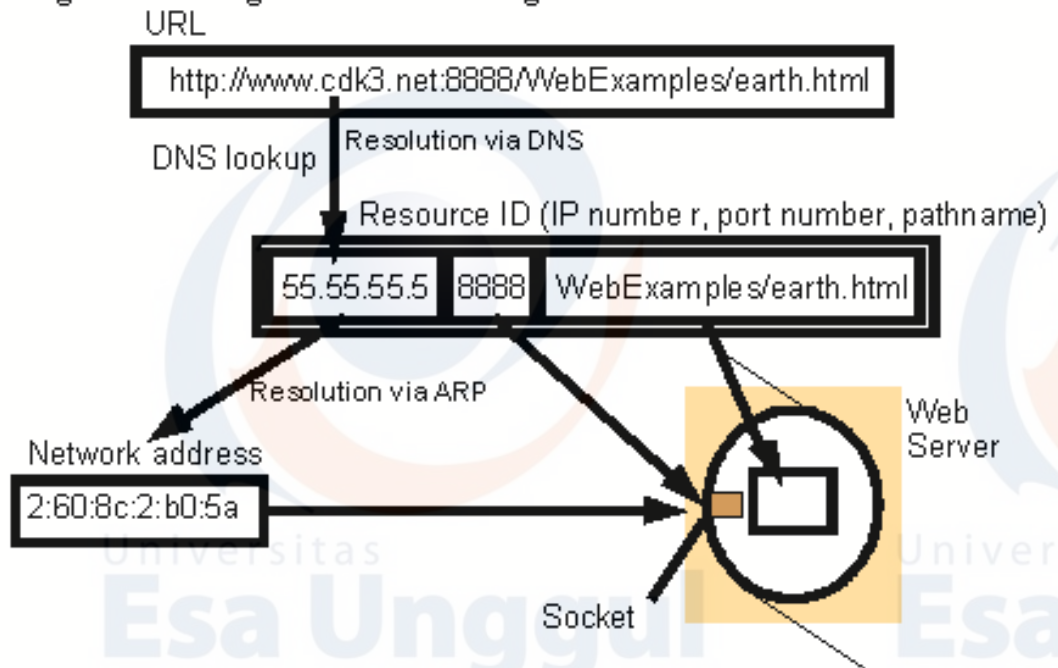 URL
http://www.cdk3.net:8888/WebExamples/earth.html
Resolution via DNS
DNS lookup
Resource ID (IP numbe r, port number, pathname)
55.55.55.5 8888 WebExamples/earth.html
Resolution via ARP
Web
Server
Network address
2:60:8c:2:b0:5a
Socket
Universitas
Esa Unggul
Univer
Esa